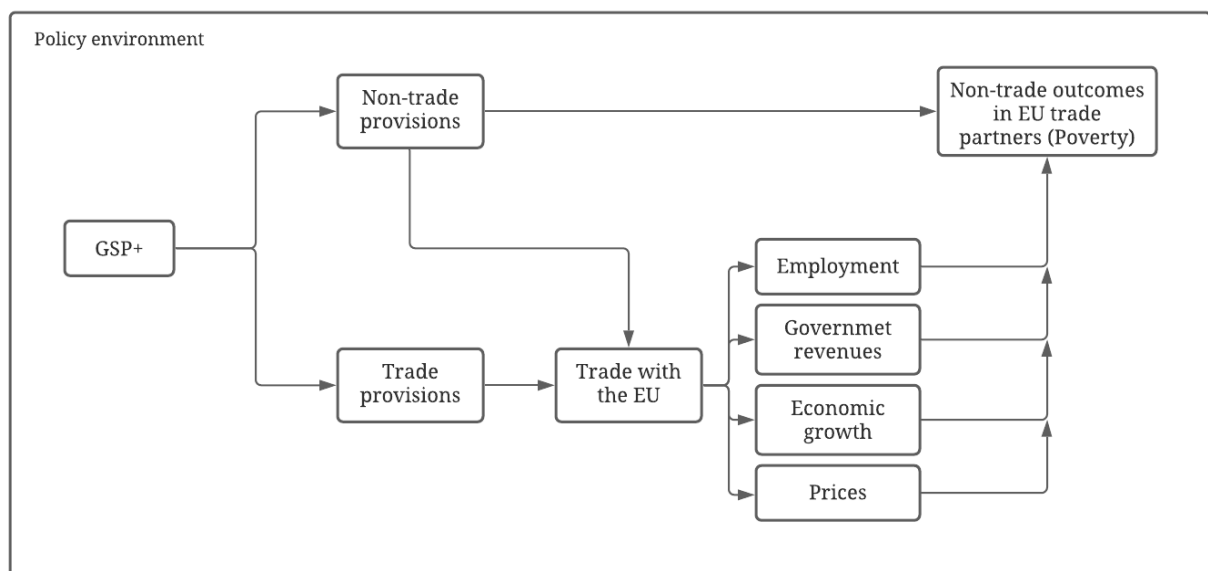 Policy environment
Non-trade
provisions
Non-trade outcomes
in EU trade
partners (Poverty)
GSP+
Employment
Governmet
revenues
Trade
provisions
Trade with
the EU
Economic
growth
Prices